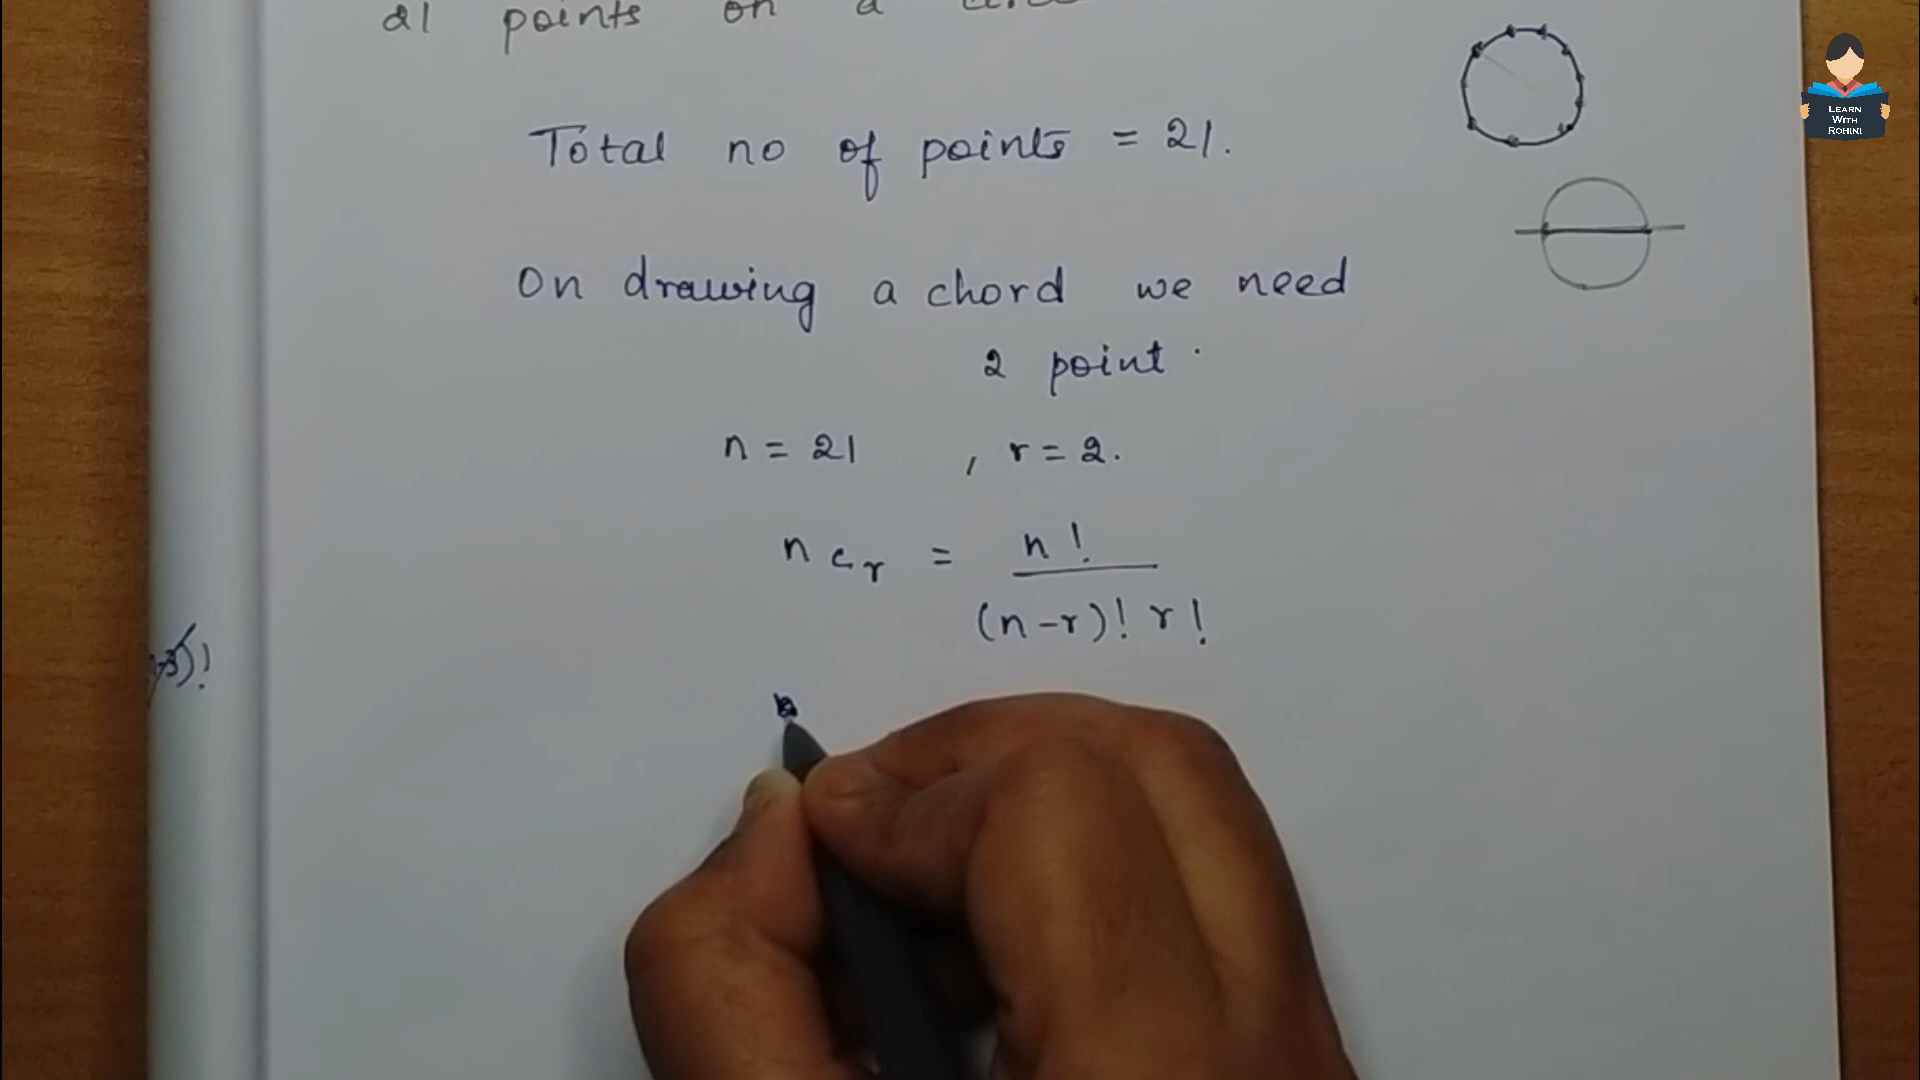 21 points on a
Total no of points = 21.
On drawing a chord we need
2 point .
n = 21 , r = 2.
n c r = n !
(n - r) ! r !
-3) !
LEARN
WITH
ROHINI